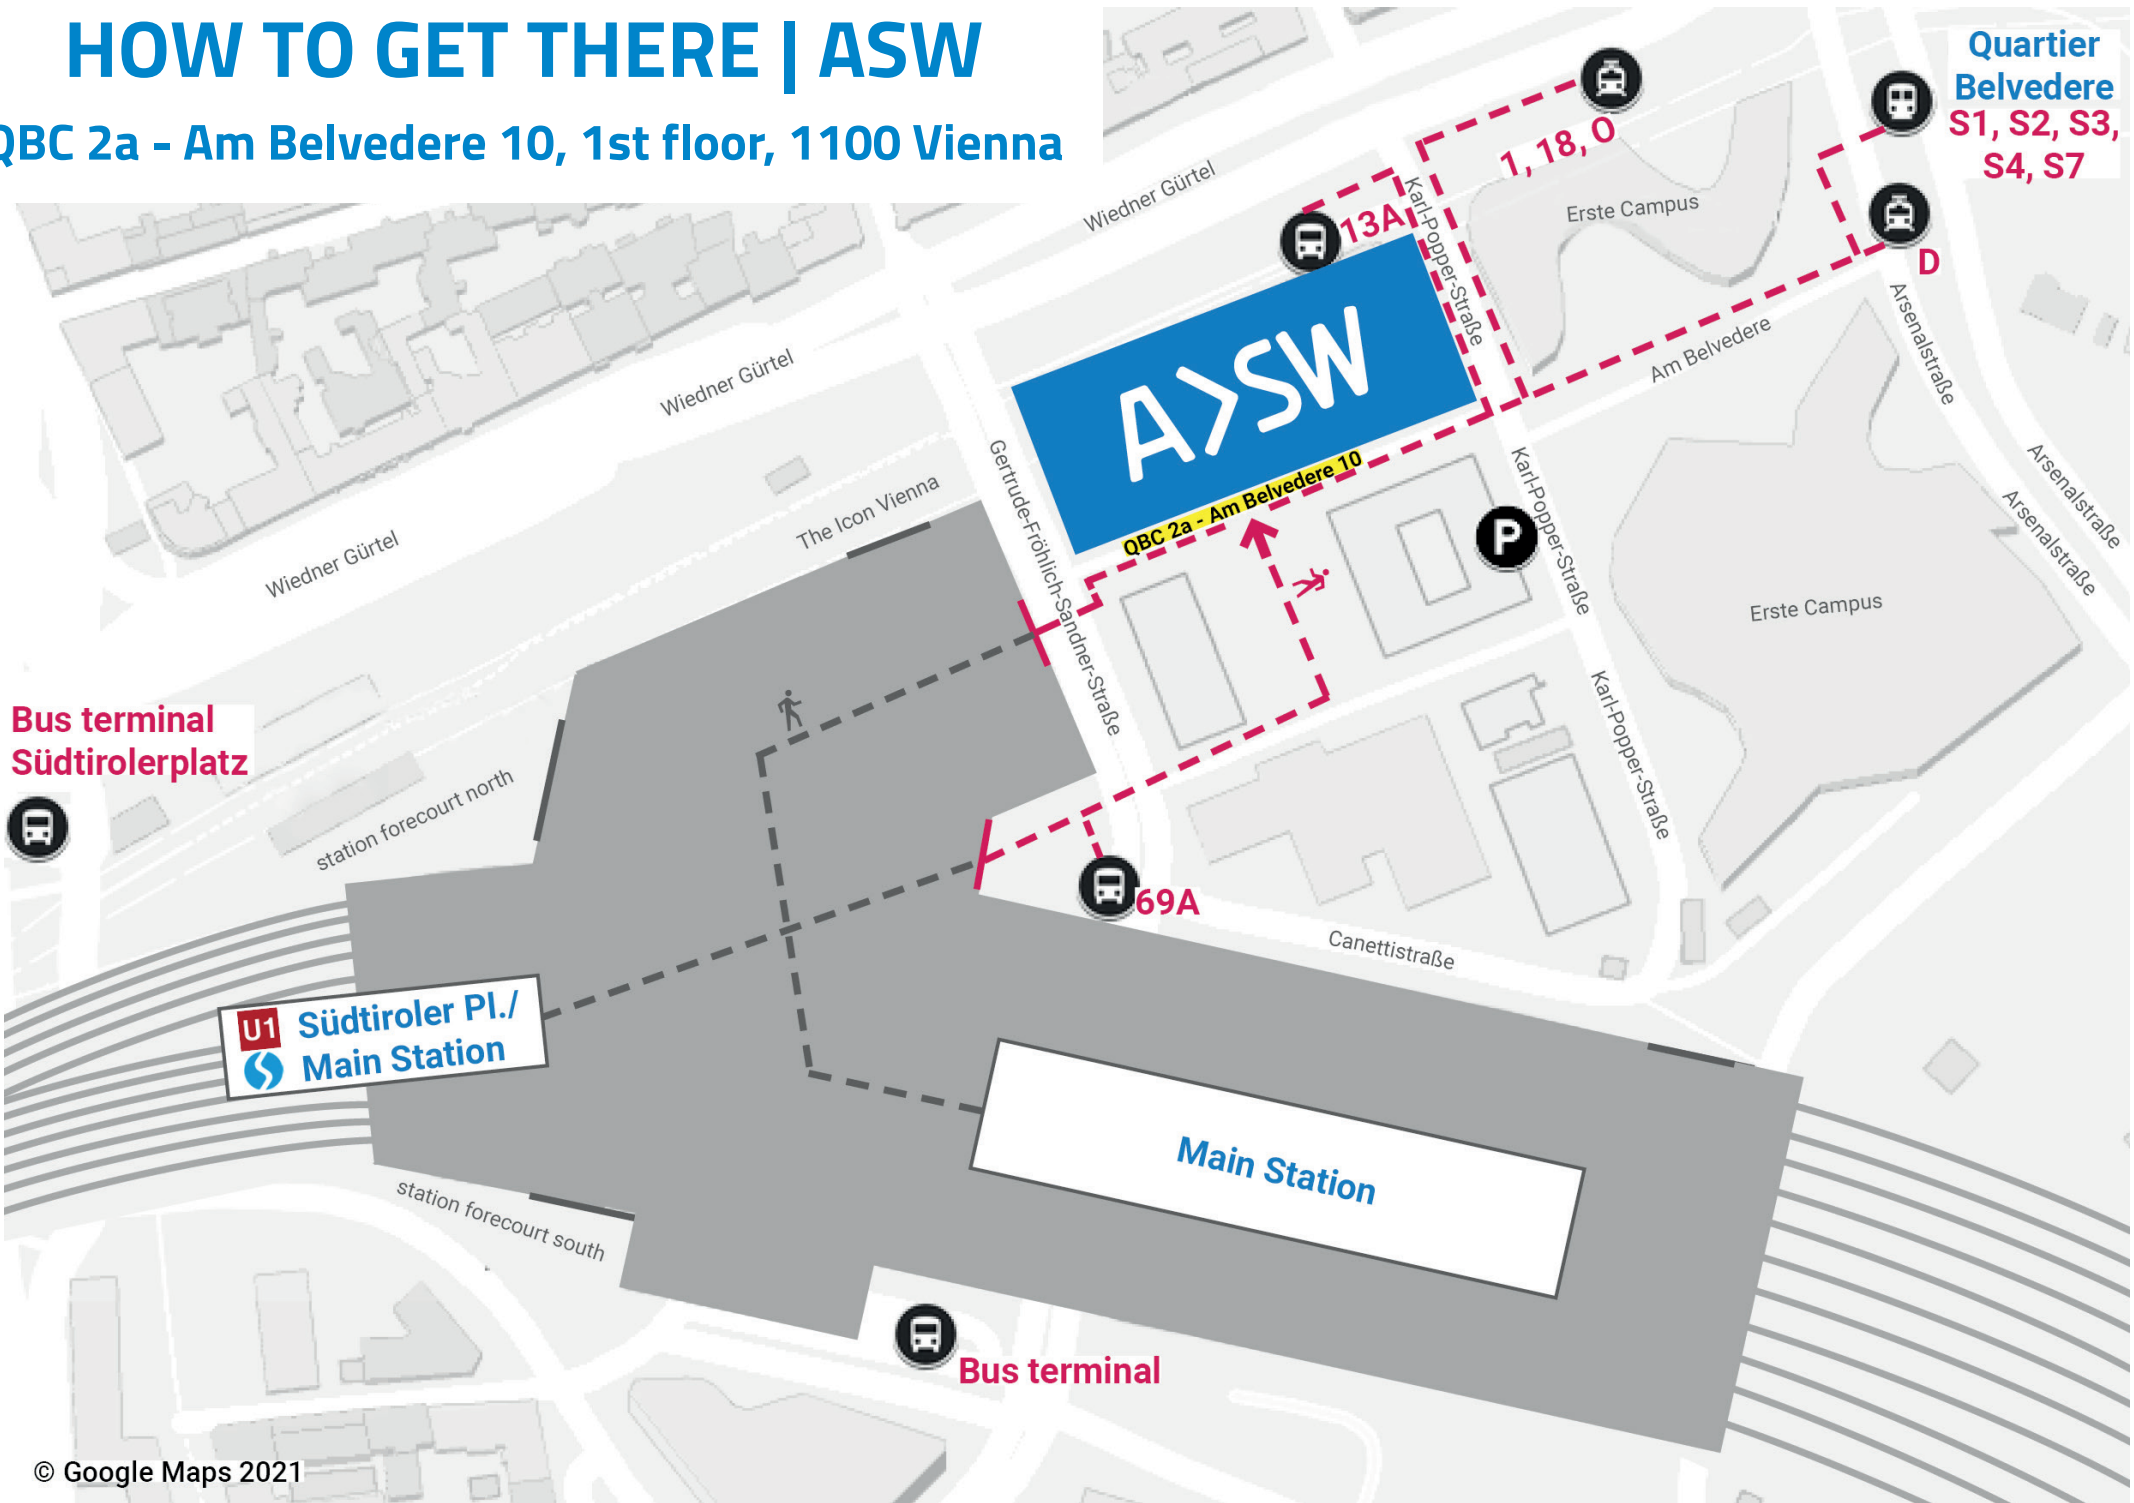 HOW TO GET THERE | ASW
QBC 2a - Am Belvedere 10, 1st floor, 1100 Vienna
Quartier
Belvedere
S1, S2, S3,
S4, S7
1, 18, O
13A
D
Wiedner Gürtel
Karl-Popper-Straße
Erste Campus
Arsenalstraße
Am Belvedere
A>SW
Wiedner Gürtel
The Icon Vienna
Gertrude-Fröhlich-Sandner-Straße
QBC 2a - Am Belvedere 10
P
Karl-Popper-Straße
Arsenalstraße
Arsenalstraße
Wiedner Gürtel
Erste Campus
Karl-Popper-Straße
Bus terminal
Südtirolerplatz
station forecourt north
69A
Canettistraße
U1 Südtiroler Pl./
Main Station
Main Station
station forecourt south
Bus terminal
© Google Maps 2021